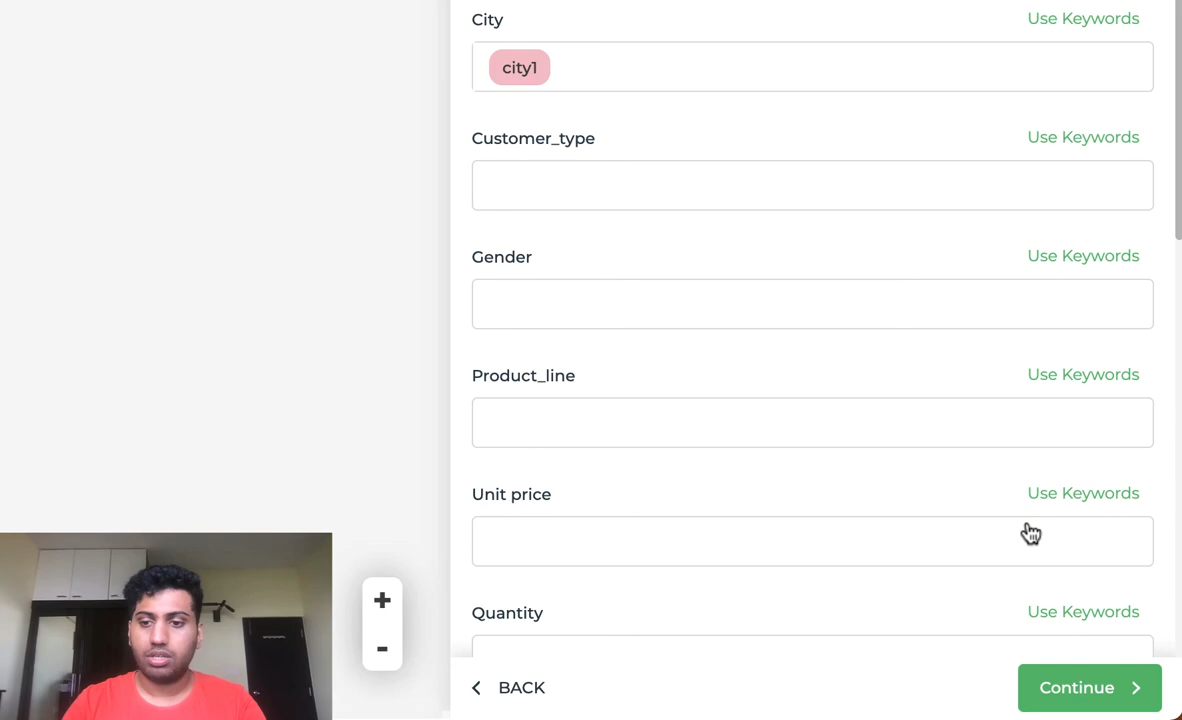 City Use Keywords
city1
Customer_type Use Keywords
Gender Use Keywords
Product_line Use Keywords
Unit price Use Keywords
Quantity Use Keywords
+
-
BACK Continue